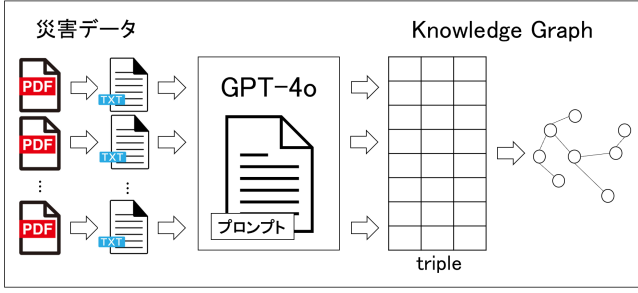 災害データ
Knowledge Graph
PDF
TXT
GPT-4o
PDF
TXT
⋮
⋮
PDF
TXT
プロンプト
triple